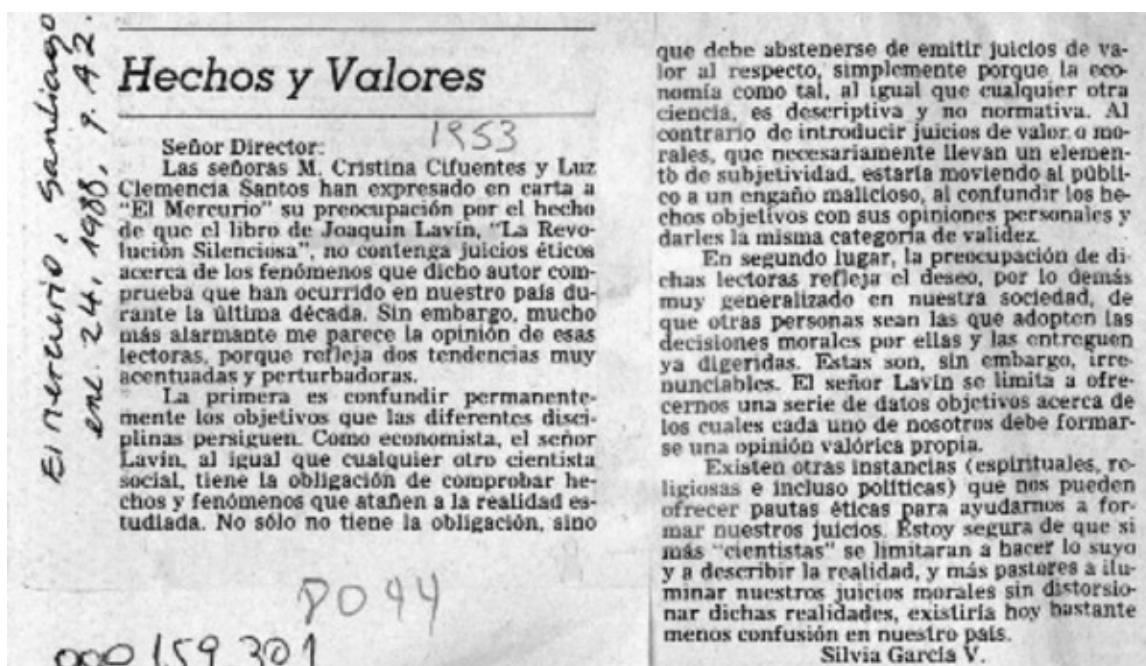 El mercurio, Santiago
ene. 24, 1988, p. A2.
Hechos y Valores
1953
Señor Director:
Las señoras M. Cristina Cifuentes y Luz
Clemencia Santos han expresado en carta a
"El Mercurio" su preocupación por el hecho
de que el libro de Joaquín Lavín, "La Revo-
lución Silenciosa", no contenga juicios éticos
acerca de los fenómenos que dicho autor com-
prueba que han ocurrido en nuestro país du-
rante la última década. Sin embargo, mucho
más alarmante me parece la opinión de esas
lectoras, porque refleja dos tendencias muy
acentuadas y perturbadoras.
La primera es confundir permanente-
mente los objetivos que las diferentes disci-
plinas persiguen. Como economista, el señor
Lavín, al igual que cualquier otro cientista
social, tiene la obligación de comprobar he-
chos y fenómenos que atañen a la realidad es-
tudiada. No sólo no tiene la obligación, sino
que debe abstenerse de emitir juicios de va-
lor al respecto, simplemente porque la eco-
nomía como tal, al igual que cualquier otra
ciencia, es descriptiva y no normativa. Al
contrario de introducir juicios de valor o mo-
rales, que necesariamente llevan un elemen-
to de subjetividad, estaría moviendo al públi-
co a un engaño malicioso, al confundir los he-
chos objetivos con sus opiniones personales y
darles la misma categoría de validez.
En segundo lugar, la preocupación de di-
chas lectoras refleja el deseo, por lo demás
muy generalizado en nuestra sociedad, de
que otras personas sean las que adopten las
decisiones morales por ellas y las entreguen
ya digeridas. Estas son, sin embargo, irre-
nunciables. El señor Lavín se limita a ofre-
cernos una serie de datos objetivos acerca de
los cuales cada uno de nosotros debe formar-
se una opinión valórica propia.
Existen otras instancias (espirituales, re-
ligiosas e incluso políticas) que nos pueden
ofrecer pautas éticas para ayudarnos a for-
mar nuestros juicios. Estoy segura de que si
más "cientistas" se limitaran a hacer lo suyo
y a describir la realidad, y más pastores a ilu-
minar nuestros juicios morales sin distorsio-
nar dichas realidades, existiría hoy bastante
menos confusión en nuestro país.
Silvia García V.
P044
000159.301